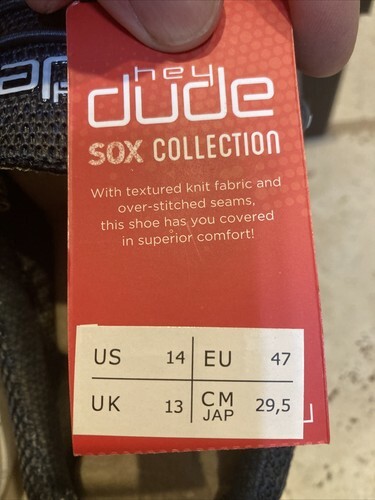 hey
dude
SOX COLLECTION
With textured knit fabric and
over-stitched seams,
this shoe has you covered
in superior comfort!
US 14 EU 47
UK 13 CM JAP 29,5